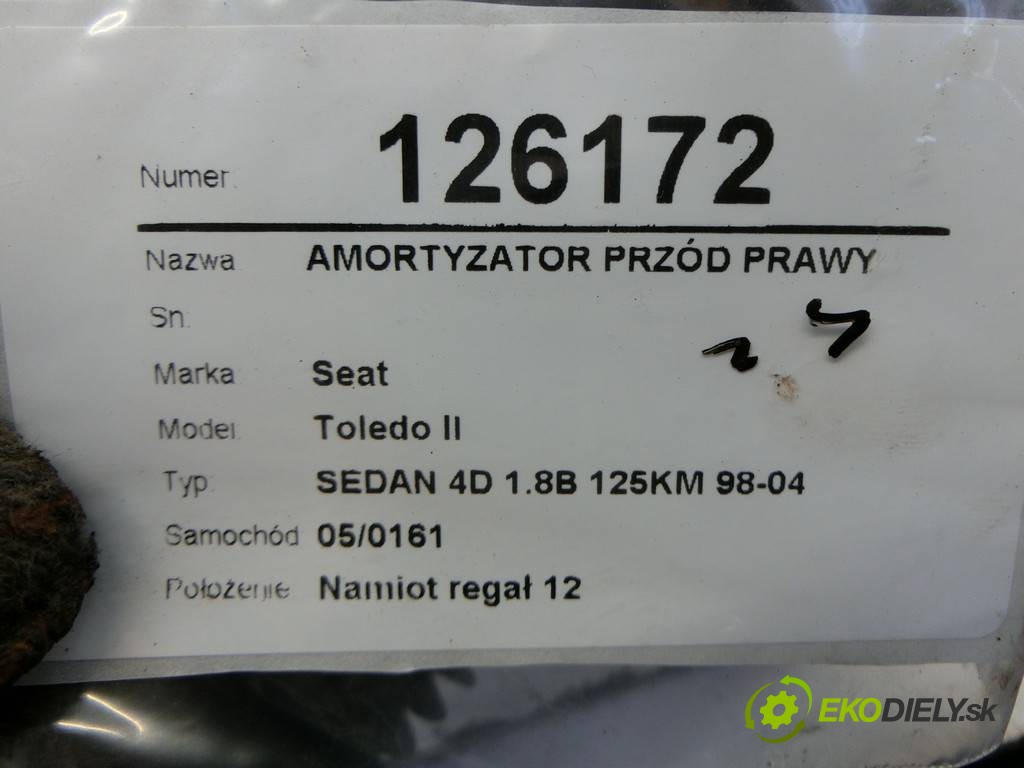 Numer. 126172
Nazwa AMORTYZATOR PRZÓD PRAWY
Sn.
Marka Seat
Model Toledo II
Typ SEDAN 4D 1.8B 125KM 98-04
Samochód 05/0161
Położenie Namiot regał 12
EKODIELY.sk